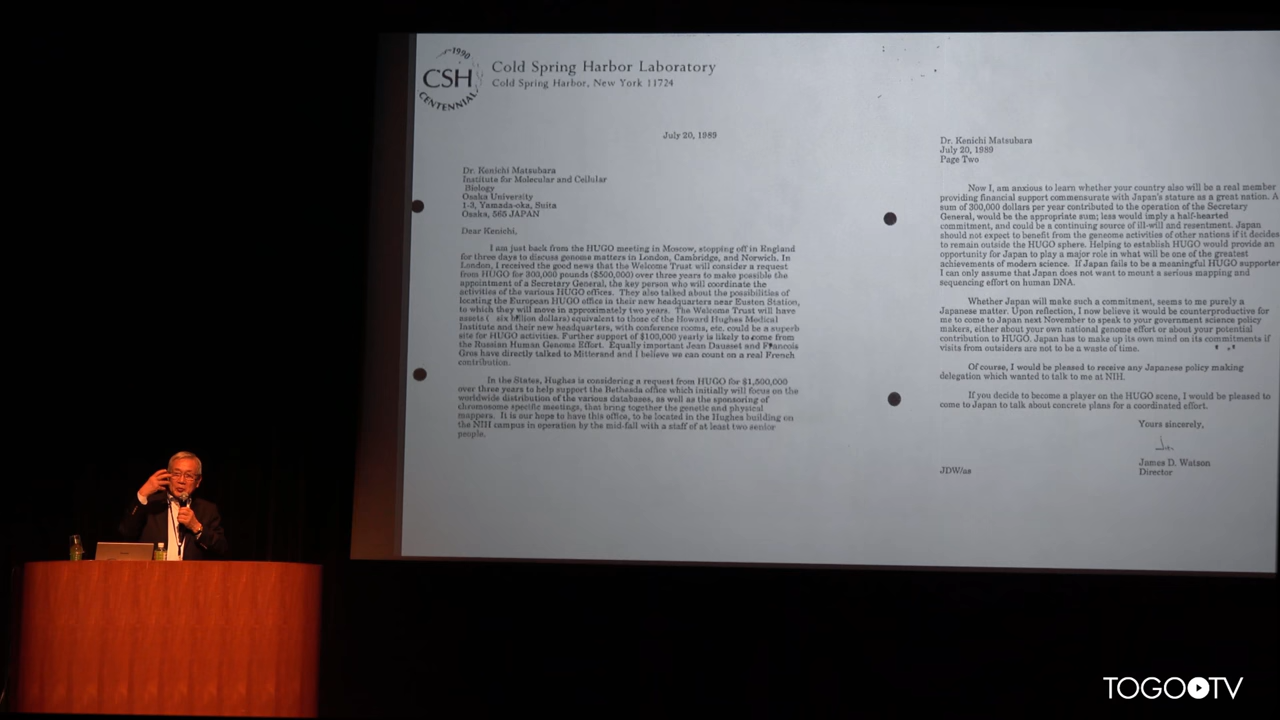 1990
CSH
CENTENNIAL
Cold Spring Harbor Laboratory
Cold Spring Harbor, New York 11724
July 20, 1989
Dr. Kenichi Matsubara
Institute for Molecular and Cellular
Biology
Osaka University
1-3, Yamada-oka, Suita
Osaka, 565 JAPAN
Dear Kenichi,
I am just back from the HUGO meeting in Moscow, stopping off in England
for three days to discuss genome matters in London, Cambridge, and Norwich. In
London, I received the good news that the Welcome Trust will consider a request
from HUGO for 300,000 pounds ($500,000) over three years to make possible the
appointment of a Secretary General, the key person who will coordinate the
activities of the various HUGO offices. They also talked about the possibilities of
locating the European HUGO office in their new headquarters near Euston Station,
to which they will move in approximately two years. The Welcome Trust will have
assets ( six billion dollars) equivalent to those of the Howard Hughes Medical
Institute and their new headquarters, with conference rooms, etc. could be a superb
site for HUGO activities. Further support of $100,000 yearly is likely to come from
the Russian Human Genome Effort. Equally important Jean Dausset and Francois
Gros have directly talked to Mitterand and I believe we can count on a real French
contribution.
In the States, Hughes is considering a request from HUGO for $1,500,000
over three years to help support the Bethesda office which initially will focus on the
worldwide distribution of the various databases, as well as the sponsoring of
chromosome specific meetings, that bring together the genetic and physical
mappers. It is our hope to have this office, to be located in the Hughes building on
the NIH campus in operation by the mid-fall with a staff of at least two senior
people.
Dr. Kenichi Matsubara
July 20, 1989
Page Two
Now I, am anxious to learn whether your country also will be a real member
providing financial support commensurate with Japan's stature as a great nation. A
sum of 300,000 dollars per year contributed to the operation of the Secretary
General, would be the appropriate sum; less would imply a half-hearted
commitment, and could be a continuing source of ill-will and resentment. Japan
should not expect to benefit from the geneome activities of other nations if it decides
to remain outside the HUGO sphere. Helping to establish HUGO would provide an
opportunity for Japan to play a major role in what will be one of the greatest
achievements of modern science. If Japan fails to be a meaningful HUGO supporter
I can only assume that Japan does not want to mount a serious mapping and
sequencing effort on human DNA.
Whether Japan will make such a commitment, seems to me purely a
Japanese matter. Upon reflection, I now believe it would be counterproductive for
me to come to Japan next November to speak to your government science policy
makers, either about your own national genome effort or about your potential
contribution to HUGO. Japan has to make up its own mind on its commitments if
visits from outsiders are not to be a waste of time.
Of course, I would be pleased to receive any Japanese policy making
delegation which wanted to talk to me at NIH.
If you decide to become a player on the HUGO scene, I would be pleased to
come to Japan to talk about concrete plans for a coordinated effort.
Yours sincerely,
Jim
James D. Watson
Director
JDW/us
TOGO TV